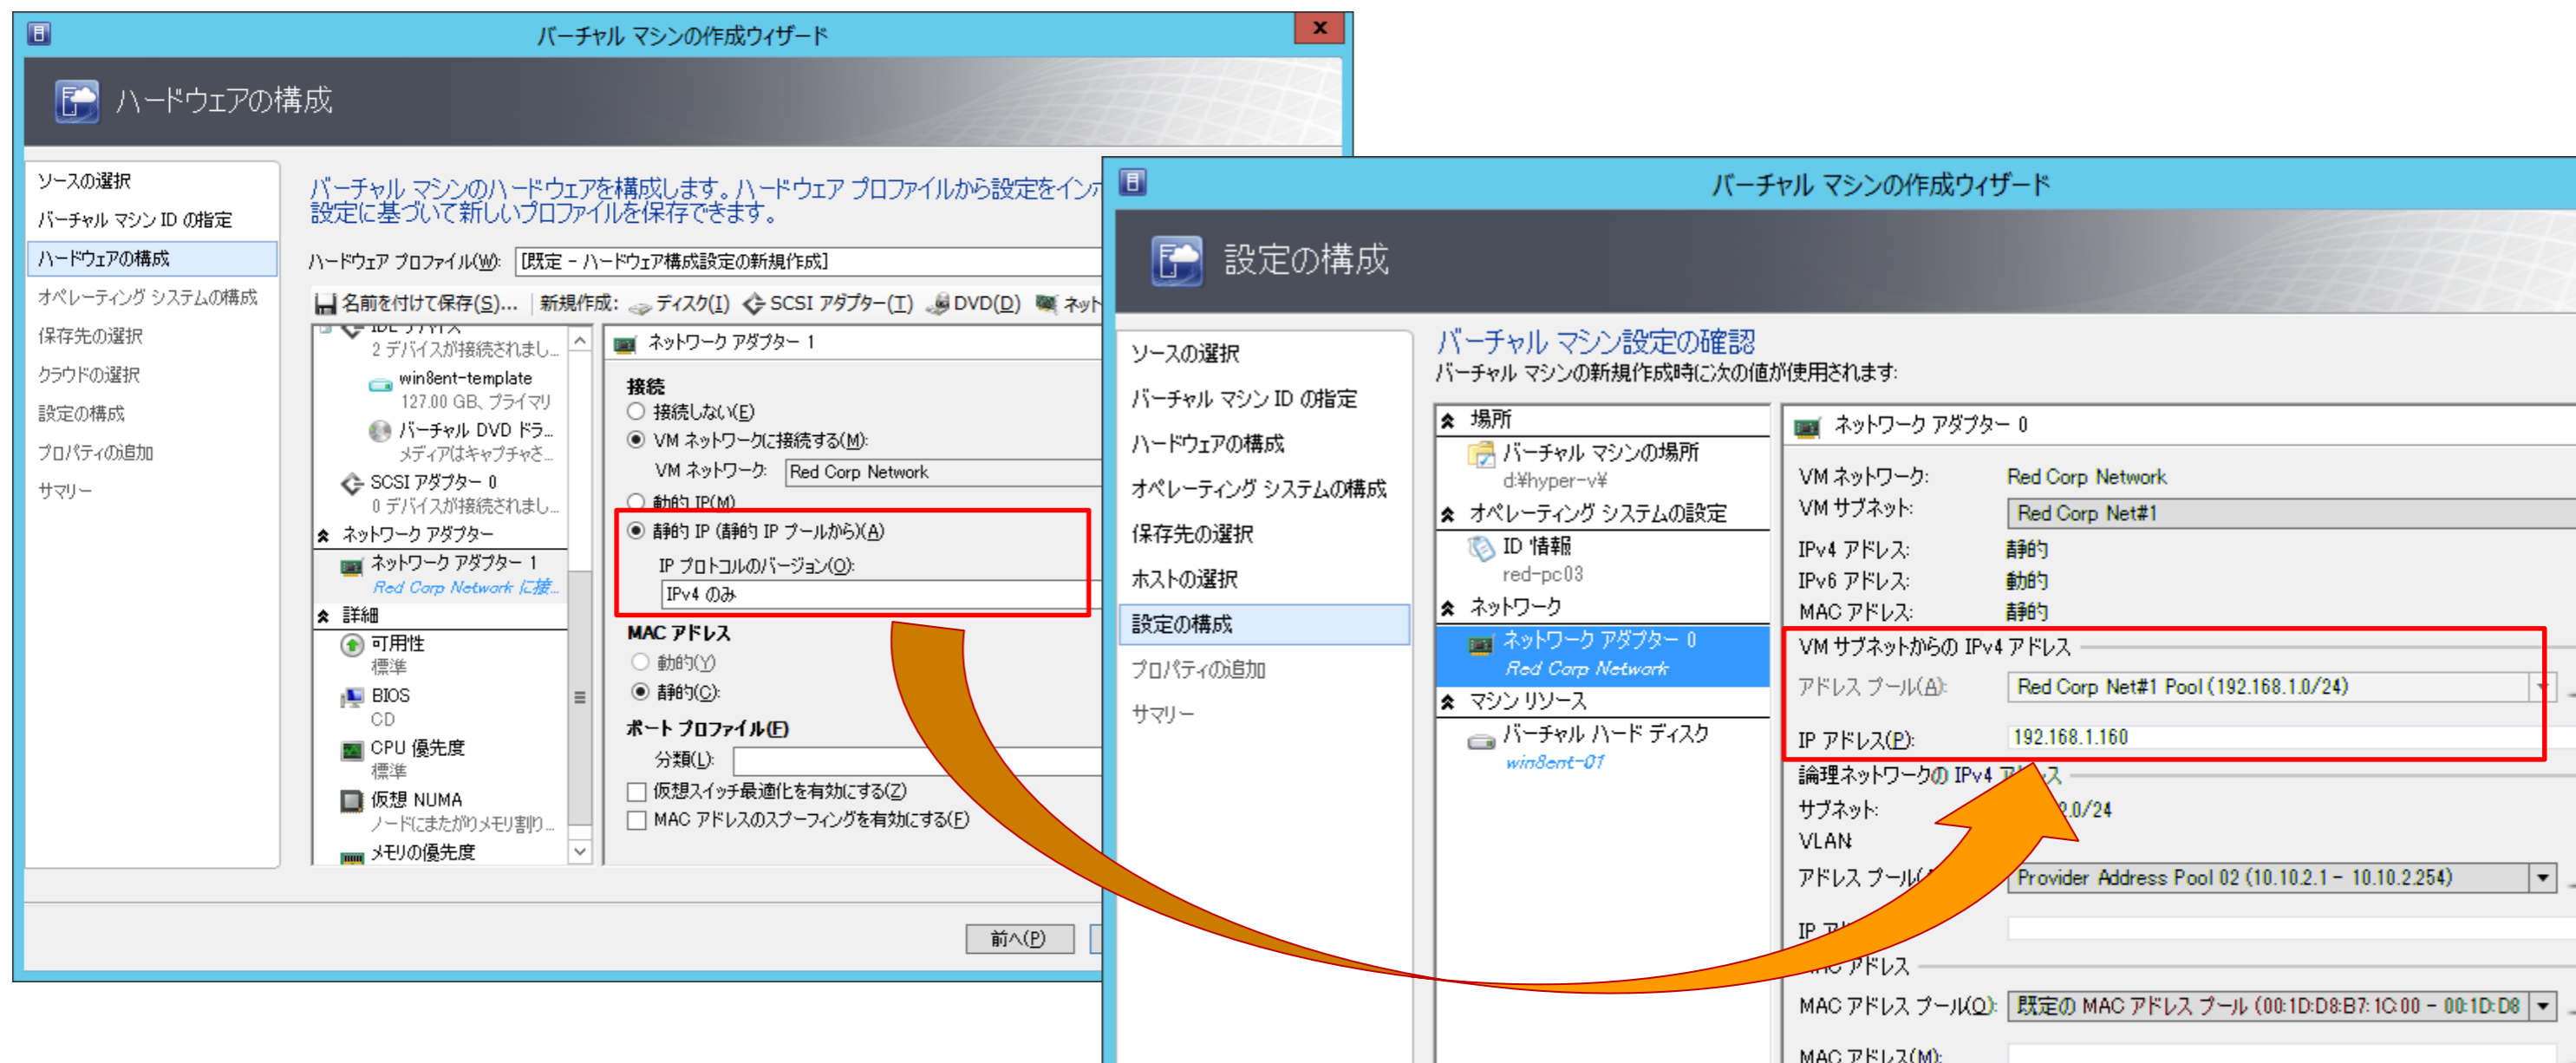 バーチャル マシンの作成ウィザード
x
ハードウェアの構成
ソースの選択
バーチャル マシン ID の指定
ハードウェアの構成
オペレーティング システムの構成
保存先の選択
クラウドの選択
設定の構成
プロパティの追加
サマリー
バーチャル マシンのハードウェアを構成します。ハードウェア プロファイルから設定をイン
設定に基づいて新しいプロファイルを保存できます。
ハードウェア プロファイル(W): [既定 - ハードウェア構成設定の新規作成]
名前を付けて保存(S)... 新規作成: ディスク(I) SCSI アダプター(T) DVD(D) ネット
IDE デバイス
2 デバイスが接続されまし...
win8ent-template
127.00 GB、プライマリ
バーチャル DVD ドラ...
メディアはキャプチャさ...
SCSI アダプター 0
0 デバイスが接続されまし...
ネットワーク アダプター
ネットワーク アダプター 1
Red Corp Network に接...
詳細
可用性
標準
BIOS
CD
CPU 優先度
標準
仮想 NUMA
ノードにまたがりメモリ割り...
メモリの優先度
ネットワーク アダプター 1
接続
接続しない(E)
VM ネットワークに接続する(M):
VM ネットワーク: Red Corp Network
動的 IP(M)
静的 IP (静的 IP プールから)(A)
IP プロトコルのバージョン(O):
IPv4 のみ
MAC アドレス
動的(Y)
静的(C):
ポート プロファイル(F)
分類(L):
仮想スイッチ最適化を有効にする(Z)
MAC アドレスのスプーフィングを有効にする(F)
前へ(P)
バーチャル マシンの作成ウィザード
設定の構成
ソースの選択
バーチャル マシン ID の指定
ハードウェアの構成
オペレーティング システムの構成
保存先の選択
ホストの選択
設定の構成
プロパティの追加
サマリー
バーチャル マシン設定の確認
バーチャル マシンの新規作成時に次の値が使用されます:
場所
バーチャル マシンの場所
d:¥hyper-v¥
オペレーティング システムの設定
ID 情報
red-pc03
ネットワーク
ネットワーク アダプター 0
Red Corp Network
マシン リソース
バーチャル ハード ディスク
win8ent-01
ネットワーク アダプター 0
VM ネットワーク: Red Corp Network
VM サブネット: Red Corp Net#1
IPv4 アドレス: 静的
IPv6 アドレス: 動的
MAC アドレス: 静的
VM サブネットからの IPv4 アドレス
アドレス プール(A): Red Corp Net#1 Pool (192.168.1.0/24)
IP アドレス(P): 192.168.1.160
論理ネットワークの IPv4 アドレス
サブネット: 2.0/24
VLAN
アドレス プール( Provider Address Pool 02 (10.10.2.1 - 10.10.2.254)
IP ア
MAC アドレス
MAC アドレス プール(O): 既定の MAC アドレス プール (00:1D:D8:B7:1C:00 - 00:1D:D8
MAC アドレス(M):